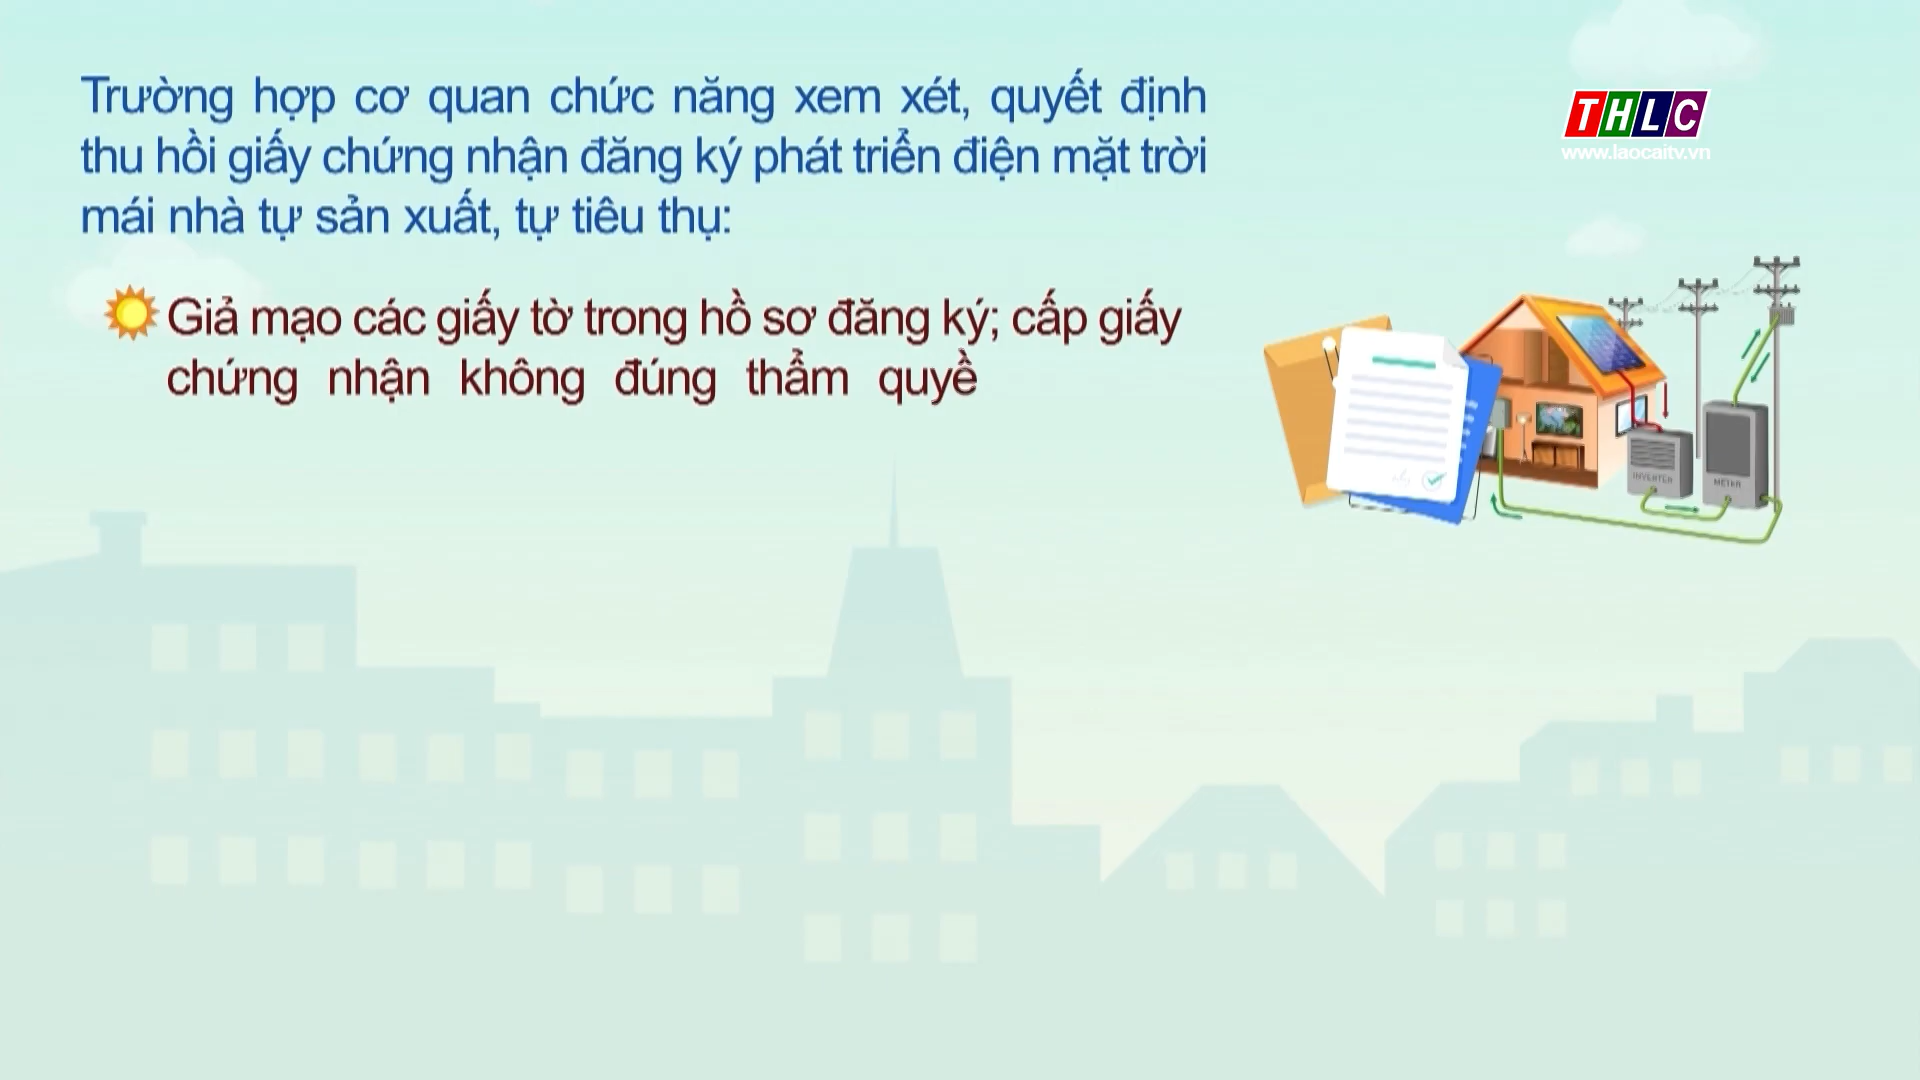 Trường hợp cơ quan chức năng xem xét, quyết định
thu hồi giấy chứng nhận đăng ký phát triển điện mặt trời
mái nhà tự sản xuất, tự tiêu thụ:
THLC
www.laocaitv.vn
Giả mạo các giấy tờ trong hồ sơ đăng ký; cấp giấy
chứng nhận không đúng thẩm quyề
INVERTER
METER